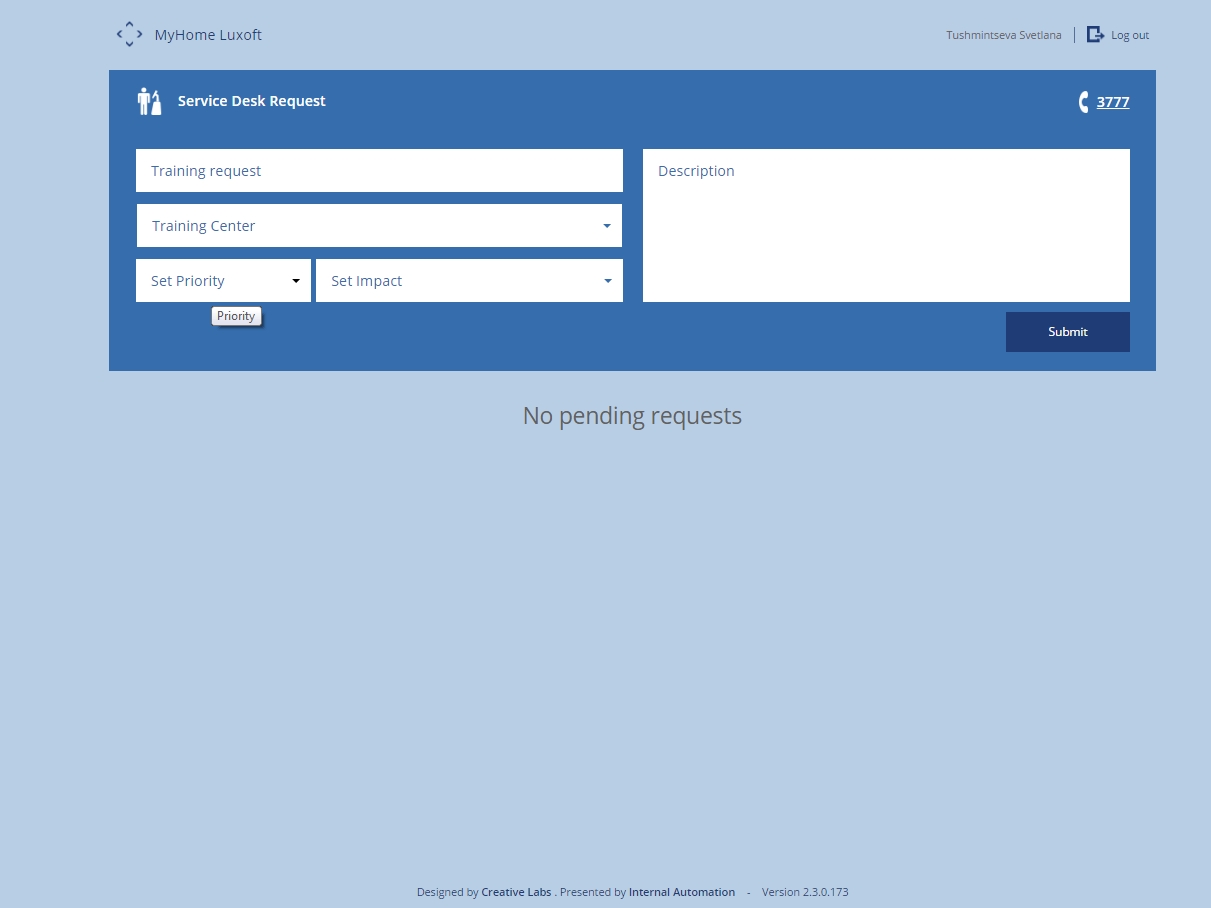 MyHome Luxoft
Tushmintseva Svetlana
Log out
Service Desk Request
3777
Training request
Description
Training Center
Set Priority
Set Impact
Priority
Submit
No pending requests
Designed by Creative Labs . Presented by Internal Automation - Version 2.3.0.173